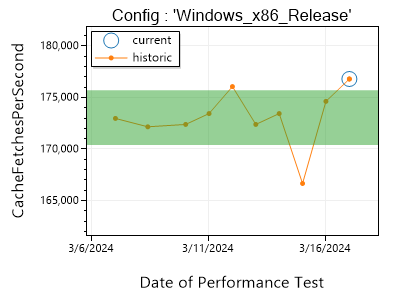 Config : 'Windows_x86_Release'
current
historic
180,000
175,000
170,000
165,000
CacheFetchesPerSecond
3/6/2024
3/11/2024
3/16/2024
Date of Performance Test